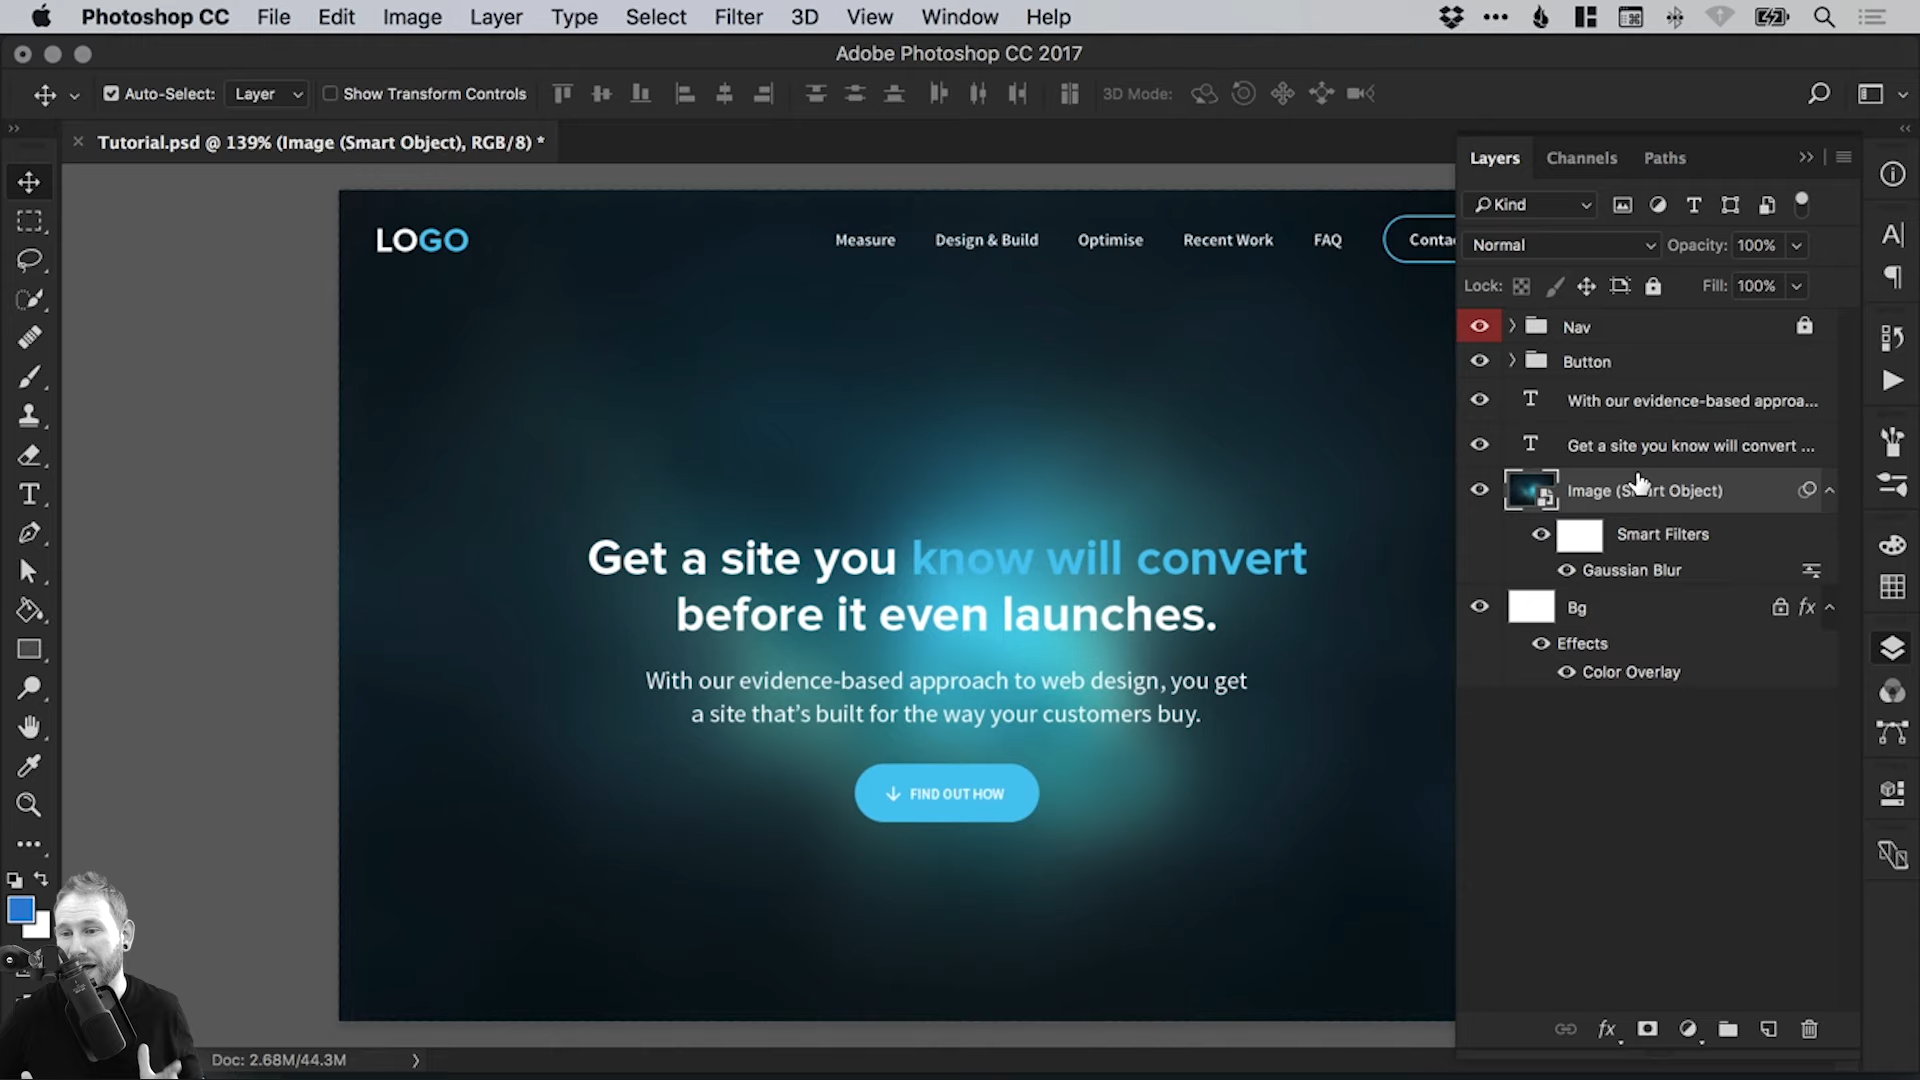 Photoshop CC File Edit Image Layer Type Select Filter 3D View Window Help
Adobe Photoshop CC 2017
Auto-Select: Layer Show Transform Controls 3D Mode:
Tutorial.psd @ 139% (Image (Smart Object), RGB/8) *
Layers Channels Paths
Kind
Normal Opacity: 100%
Lock: Fill: 100%
Nav
Button
With our evidence-based approa...
Get a site you know will convert ...
Image (Smart Object)
Smart Filters
Gaussian Blur
Bg
Effects
Color Overlay
LOGO Measure Design & Build Optimise Recent Work FAQ
Get a site you know will convert
before it even launches.
With our evidence-based approach to web design, you get
a site that’s built for the way your customers buy.
FIND OUT HOW
Doc: 2.68M/44.3M